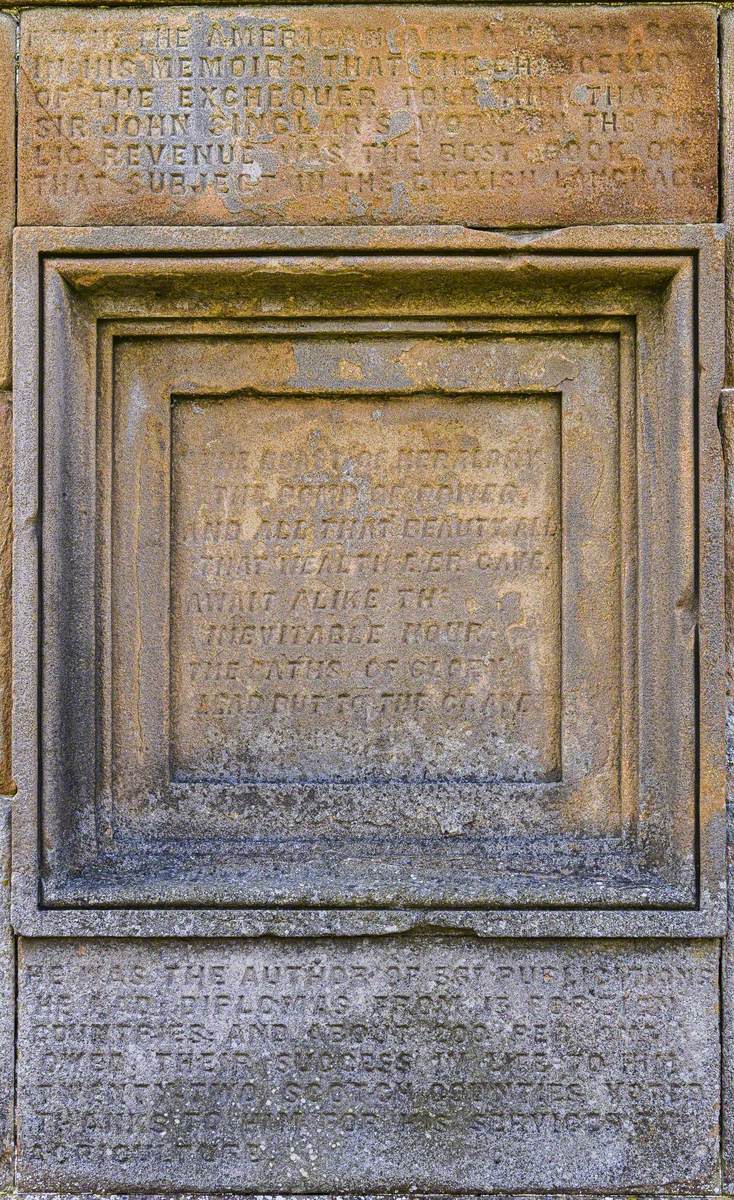 THE AMERICAN AMBASSADOR, SAYS
IN HIS MEMOIRS THAT THE CHANCELLOR
OF THE EXCHEQUER TOLD HIM THAT
SIR JOHN SINCLAR'S WORK ON THE PUB
LIC REVENUE WAS THE BEST BOOK ON
THAT SUBJECT IN THE ENGLISH LANGUAGE
THE BOAST OF HERALDRY
THE POMP OF POWER,
AND ALL THAT BEAUTY, ALL
THAT WEALTH E,ER GAVE,
AWAIT ALIKE TH'
INEVITABLE HOUR
THE PATHS OF GLORY
LEAD BUT TO THE GRAVE
HE WAS THE AUTHOR OF PUBLICATIONS
HE HAD DIPLOMAS FROM FOREIGN
COUNTRIES AND ABOUT
OWED THEIR SUCCESS IN LIFE TO HIM
TWENTY TWO SCOTCH COUNTIES VOTED
THANKS TO HIM FOR HIS SERVICES TO
AGRICULTURE